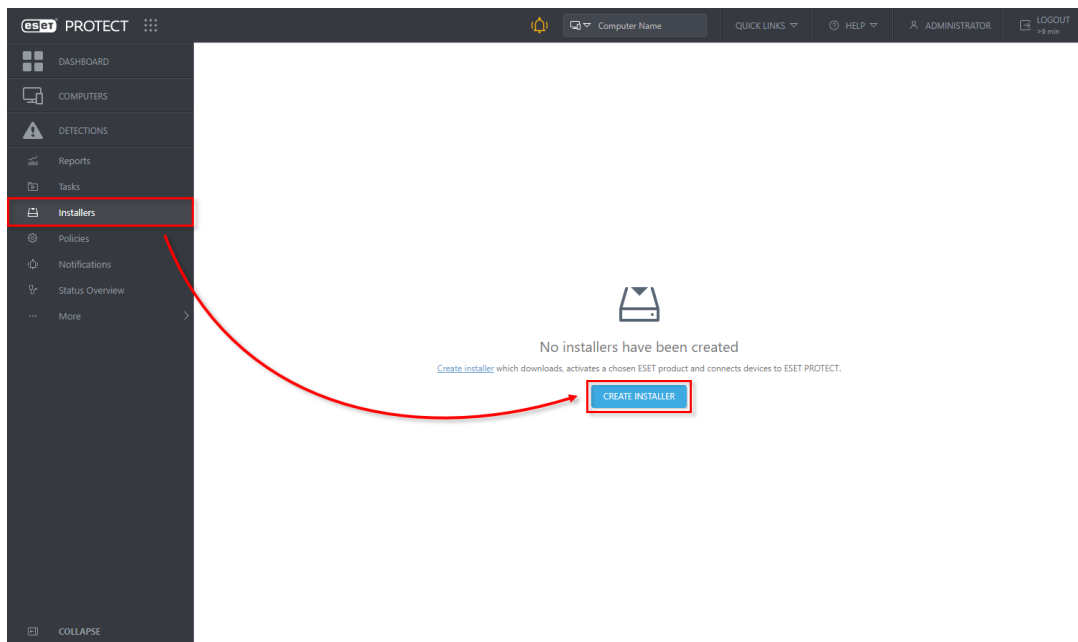 eset PROTECT
Computer Name
QUICK LINKS
HELP
ADMINISTRATOR
LOGOUT
>9 min
DASHBOARD
COMPUTERS
DETECTIONS
Reports
Tasks
Installers
Policies
Notifications
Status Overview
More
No installers have been created
Create installer which downloads, activates a chosen ESET product and connects devices to ESET PROTECT.
CREATE INSTALLER
COLLAPSE